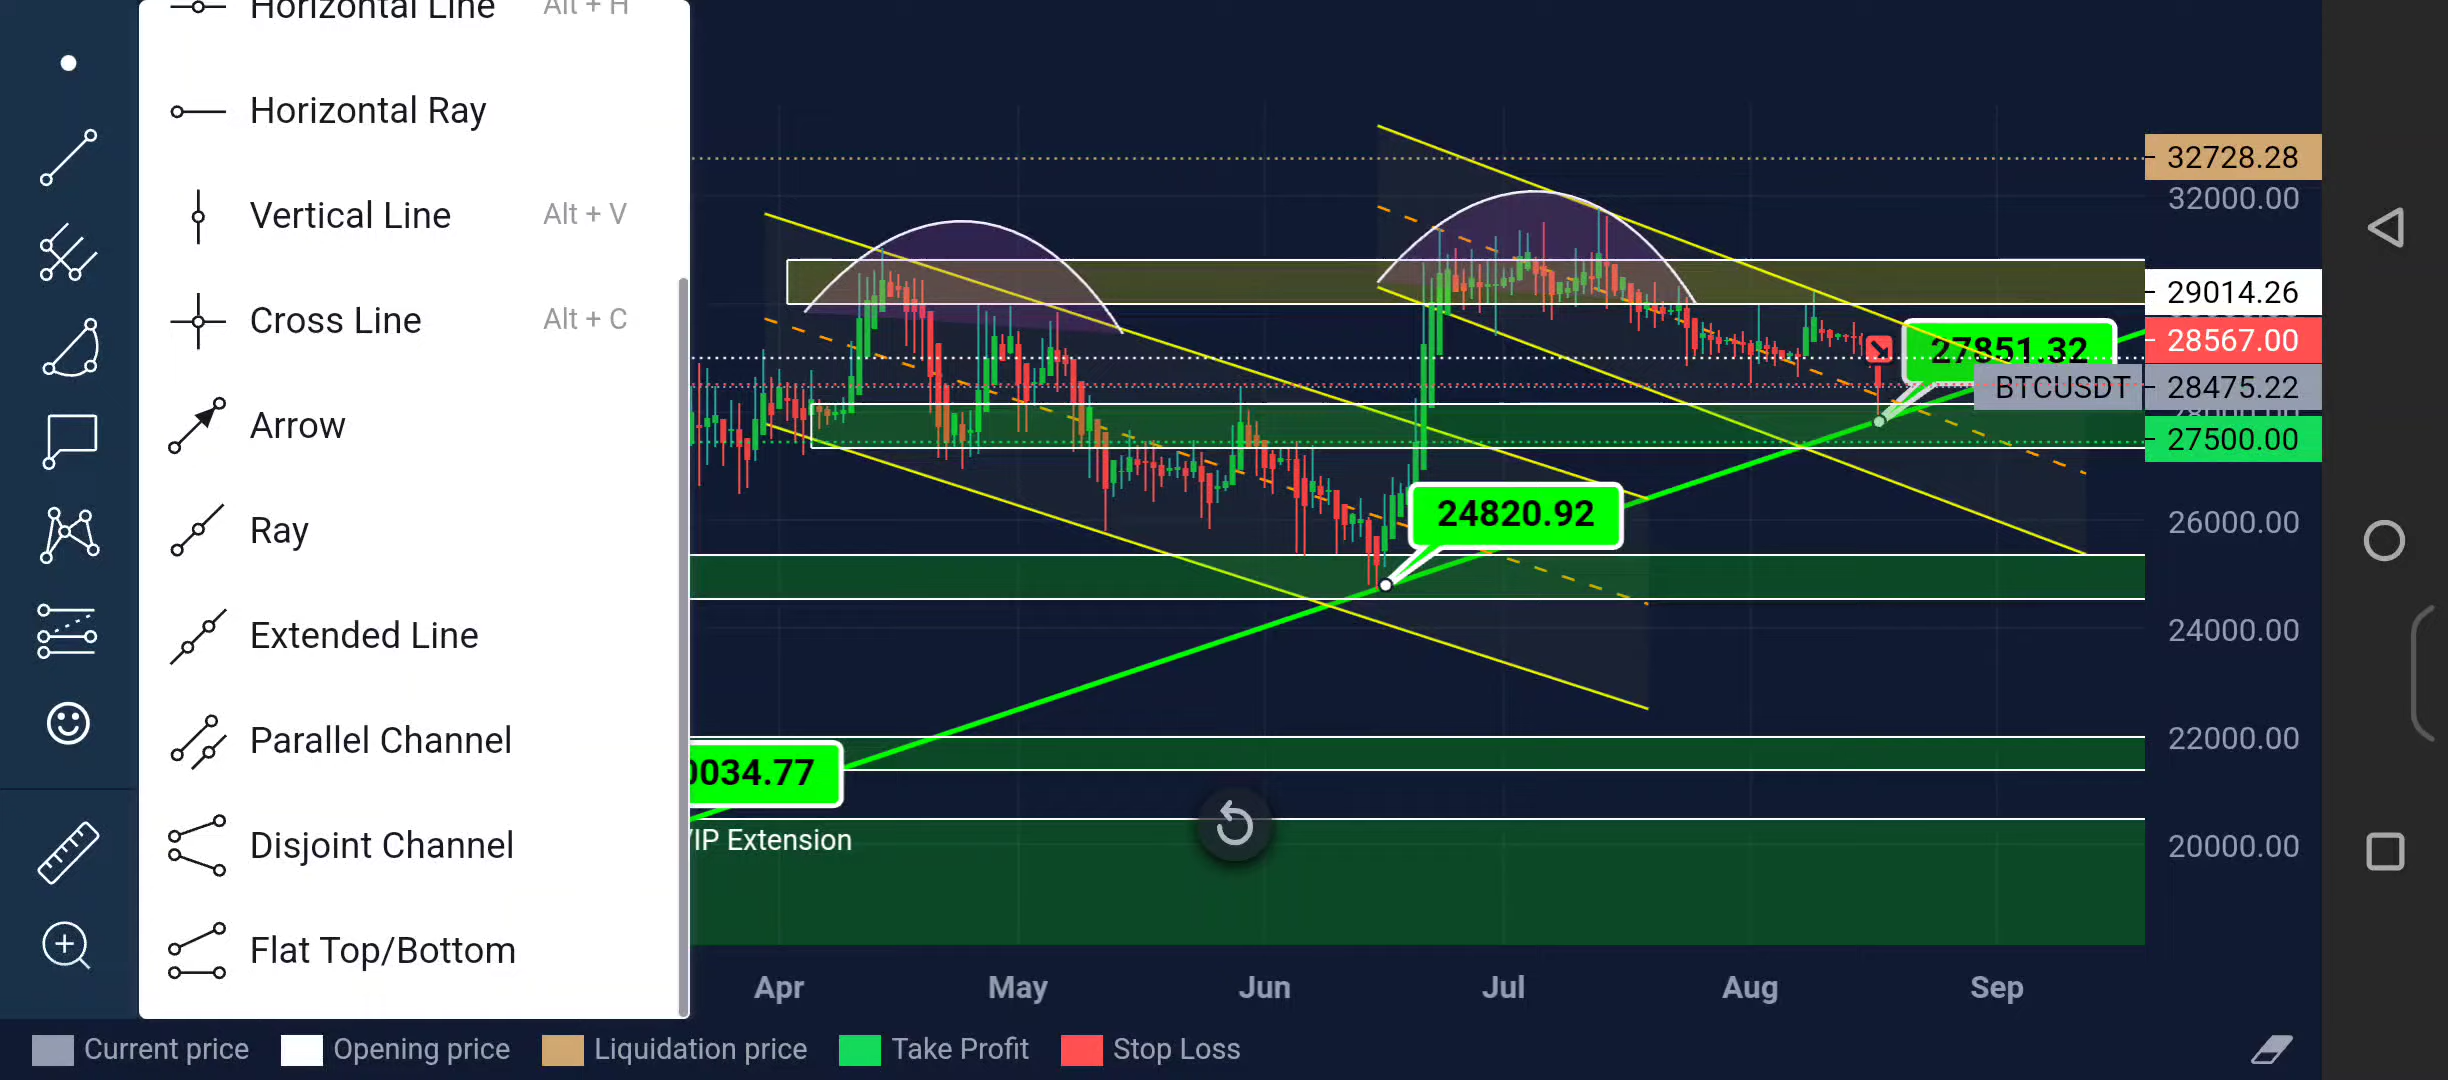 Horizontal Line Alt + H
Horizontal Ray
Vertical Line Alt + V
Cross Line Alt + C
Arrow
Ray
Extended Line
Parallel Channel
Disjoint Channel
Flat Top/Bottom
32728.28
32000.00
29014.26
28567.00
27851.32
BTCUSDT 28475.22
27500.00
24820.92
26000.00
24000.00
22000.00
0034.77
VIP Extension
20000.00
Apr May Jun Jul Aug Sep
Current price Opening price Liquidation price Take Profit Stop Loss